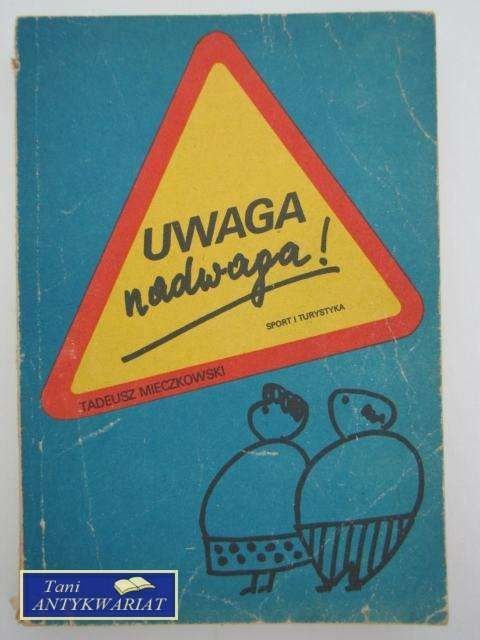 UWAGA
nadwaga!
SPORT I TURYSTYKA
TADEUSZ MIECZKOWSKI
Tani
ANTYKWARIAT